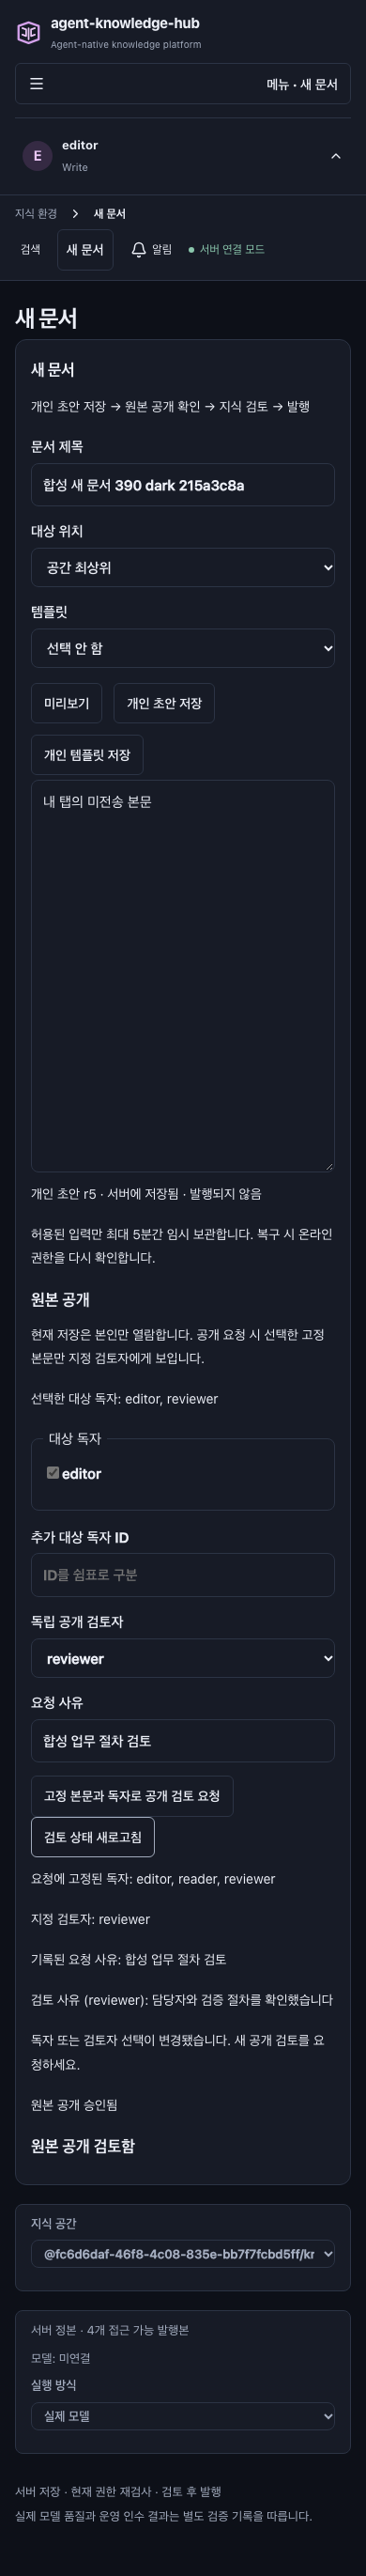 agent-knowledge-hub
Agent-native knowledge platform
메뉴 · 새 문서
E
editor
Write
지식 환경 > 새 문서
검색
새 문서
알림
서버 연결 모드
새 문서
새 문서
개인 초안 저장 → 원본 공개 확인 → 지식 검토 → 발행
문서 제목
합성 새 문서 390 dark 215a3c8a
대상 위치
공간 최상위
템플릿
선택 안 함
미리보기
개인 초안 저장
개인 템플릿 저장
내 탭의 미전송 본문
개인 초안 r5 · 서버에 저장됨 · 발행되지 않음
허용된 입력만 최대 5분간 임시 보관합니다. 복구 시 온라인
권한을 다시 확인합니다.
원본 공개
현재 저장은 본인만 열람합니다. 공개 요청 시 선택한 고정
본문만 지정 검토자에게 보입니다.
선택한 대상 독자: editor, reviewer
대상 독자
editor
추가 대상 독자 ID
ID를 쉼표로 구분
독립 공개 검토자
reviewer
요청 사유
합성 업무 절차 검토
고정 본문과 독자로 공개 검토 요청
검토 상태 새로고침
요청에 고정된 독자: editor, reader, reviewer
지정 검토자: reviewer
기록된 요청 사유: 합성 업무 절차 검토
검토 사유 (reviewer): 담당자와 검증 절차를 확인했습니다
독자 또는 검토자 선택이 변경됐습니다. 새 공개 검토를 요
청하세요.
원본 공개 승인됨
원본 공개 검토함
지식 공간
@fc6d6daf-46f8-4c08-835e-bb7f7fcbd5ff/kr
서버 정본 · 4개 접근 가능 발행본
모델: 미연결
실행 방식
실제 모델
서버 저장 · 현재 권한 재검사 · 검토 후 발행
실제 모델 품질과 운영 인수 결과는 별도 검증 기록을 따릅니다.